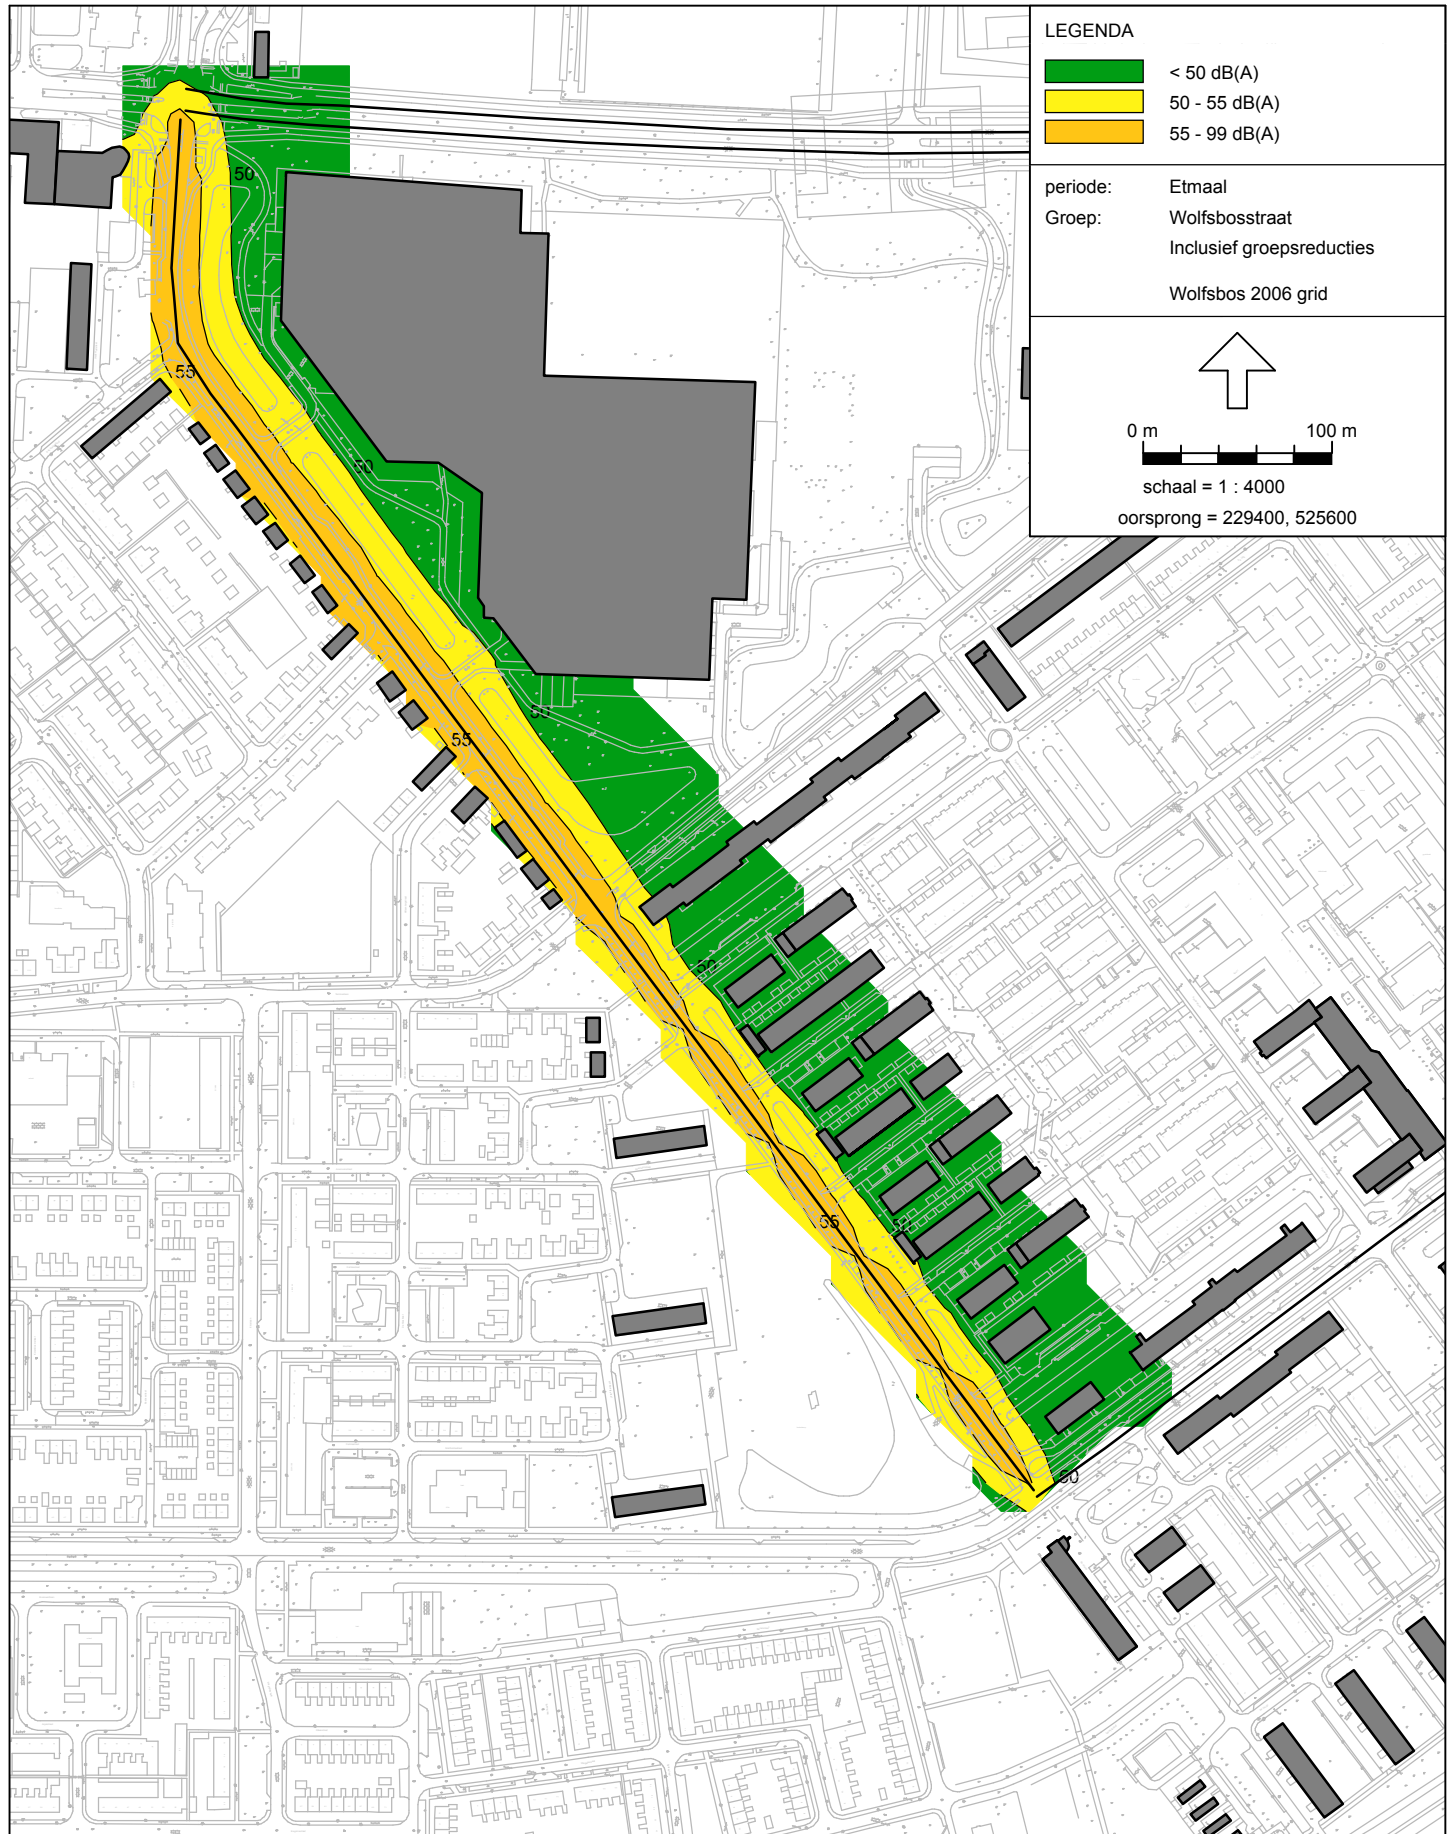 LEGENDA
< 50 dB(A)
50 - 55 dB(A)
55 - 99 dB(A)
periode: Etmaal
Groep: Wolfsbosstraat
Inclusief groepsreducties
Wolfsbos 2006 grid
0 m 100 m
schaal = 1 : 4000
oorsprong = 229400, 525600
50
55
50
50
55
50
55
50
50